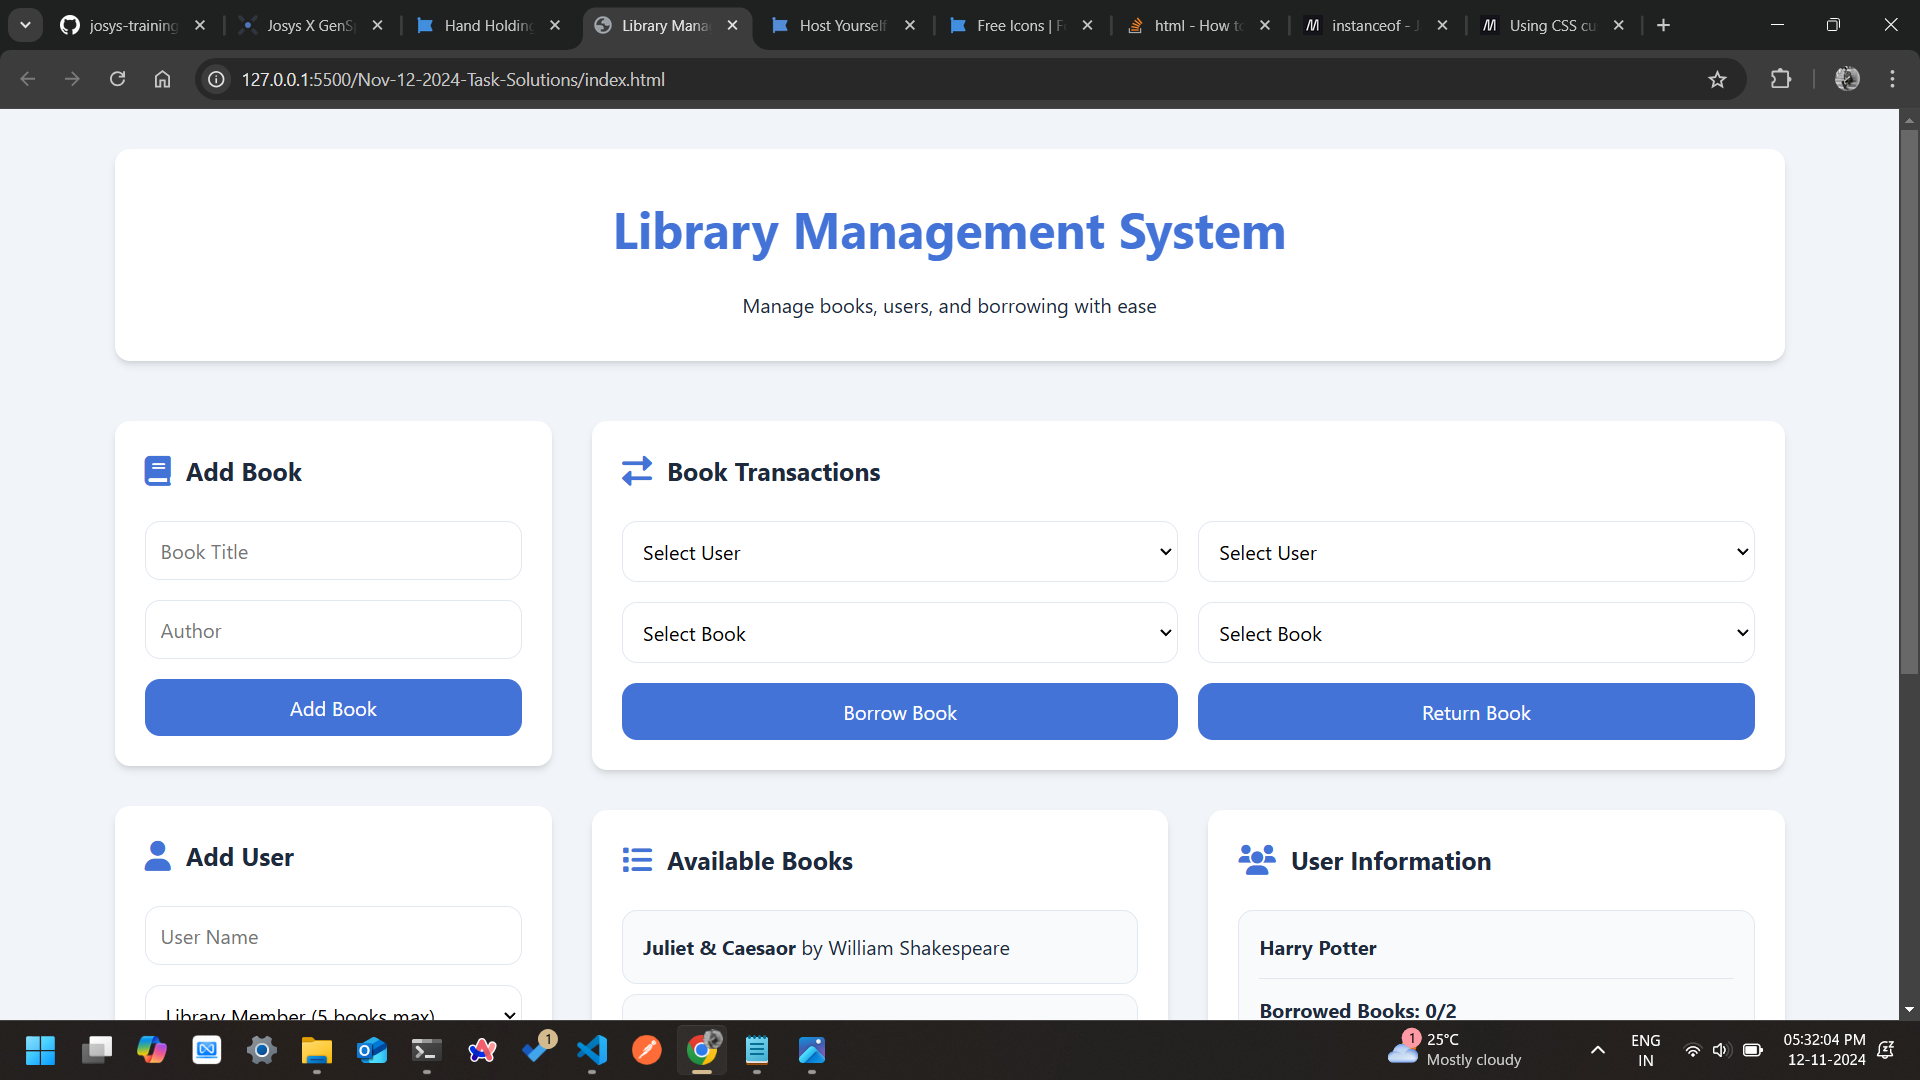 josys-training
Josys X GenS
Hand Holding
Library Mana
Host Yourself
Free Icons | F
html - How to
instanceof - J
Using CSS cu
127.0.0.1:5500/Nov-12-2024-Task-Solutions/index.html
Library Management System
Manage books, users, and borrowing with ease
Add Book
Book Title
Author
Add Book
Book Transactions
Select User
Select User
Select Book
Select Book
Borrow Book
Return Book
Add User
User Name
Library Member (5 books max)
Available Books
Juliet & Caesaor by William Shakespeare
User Information
Harry Potter
Borrowed Books: 0/2
1
1
25°C
Mostly cloudy
ENG
IN
05:32:04 PM
12-11-2024